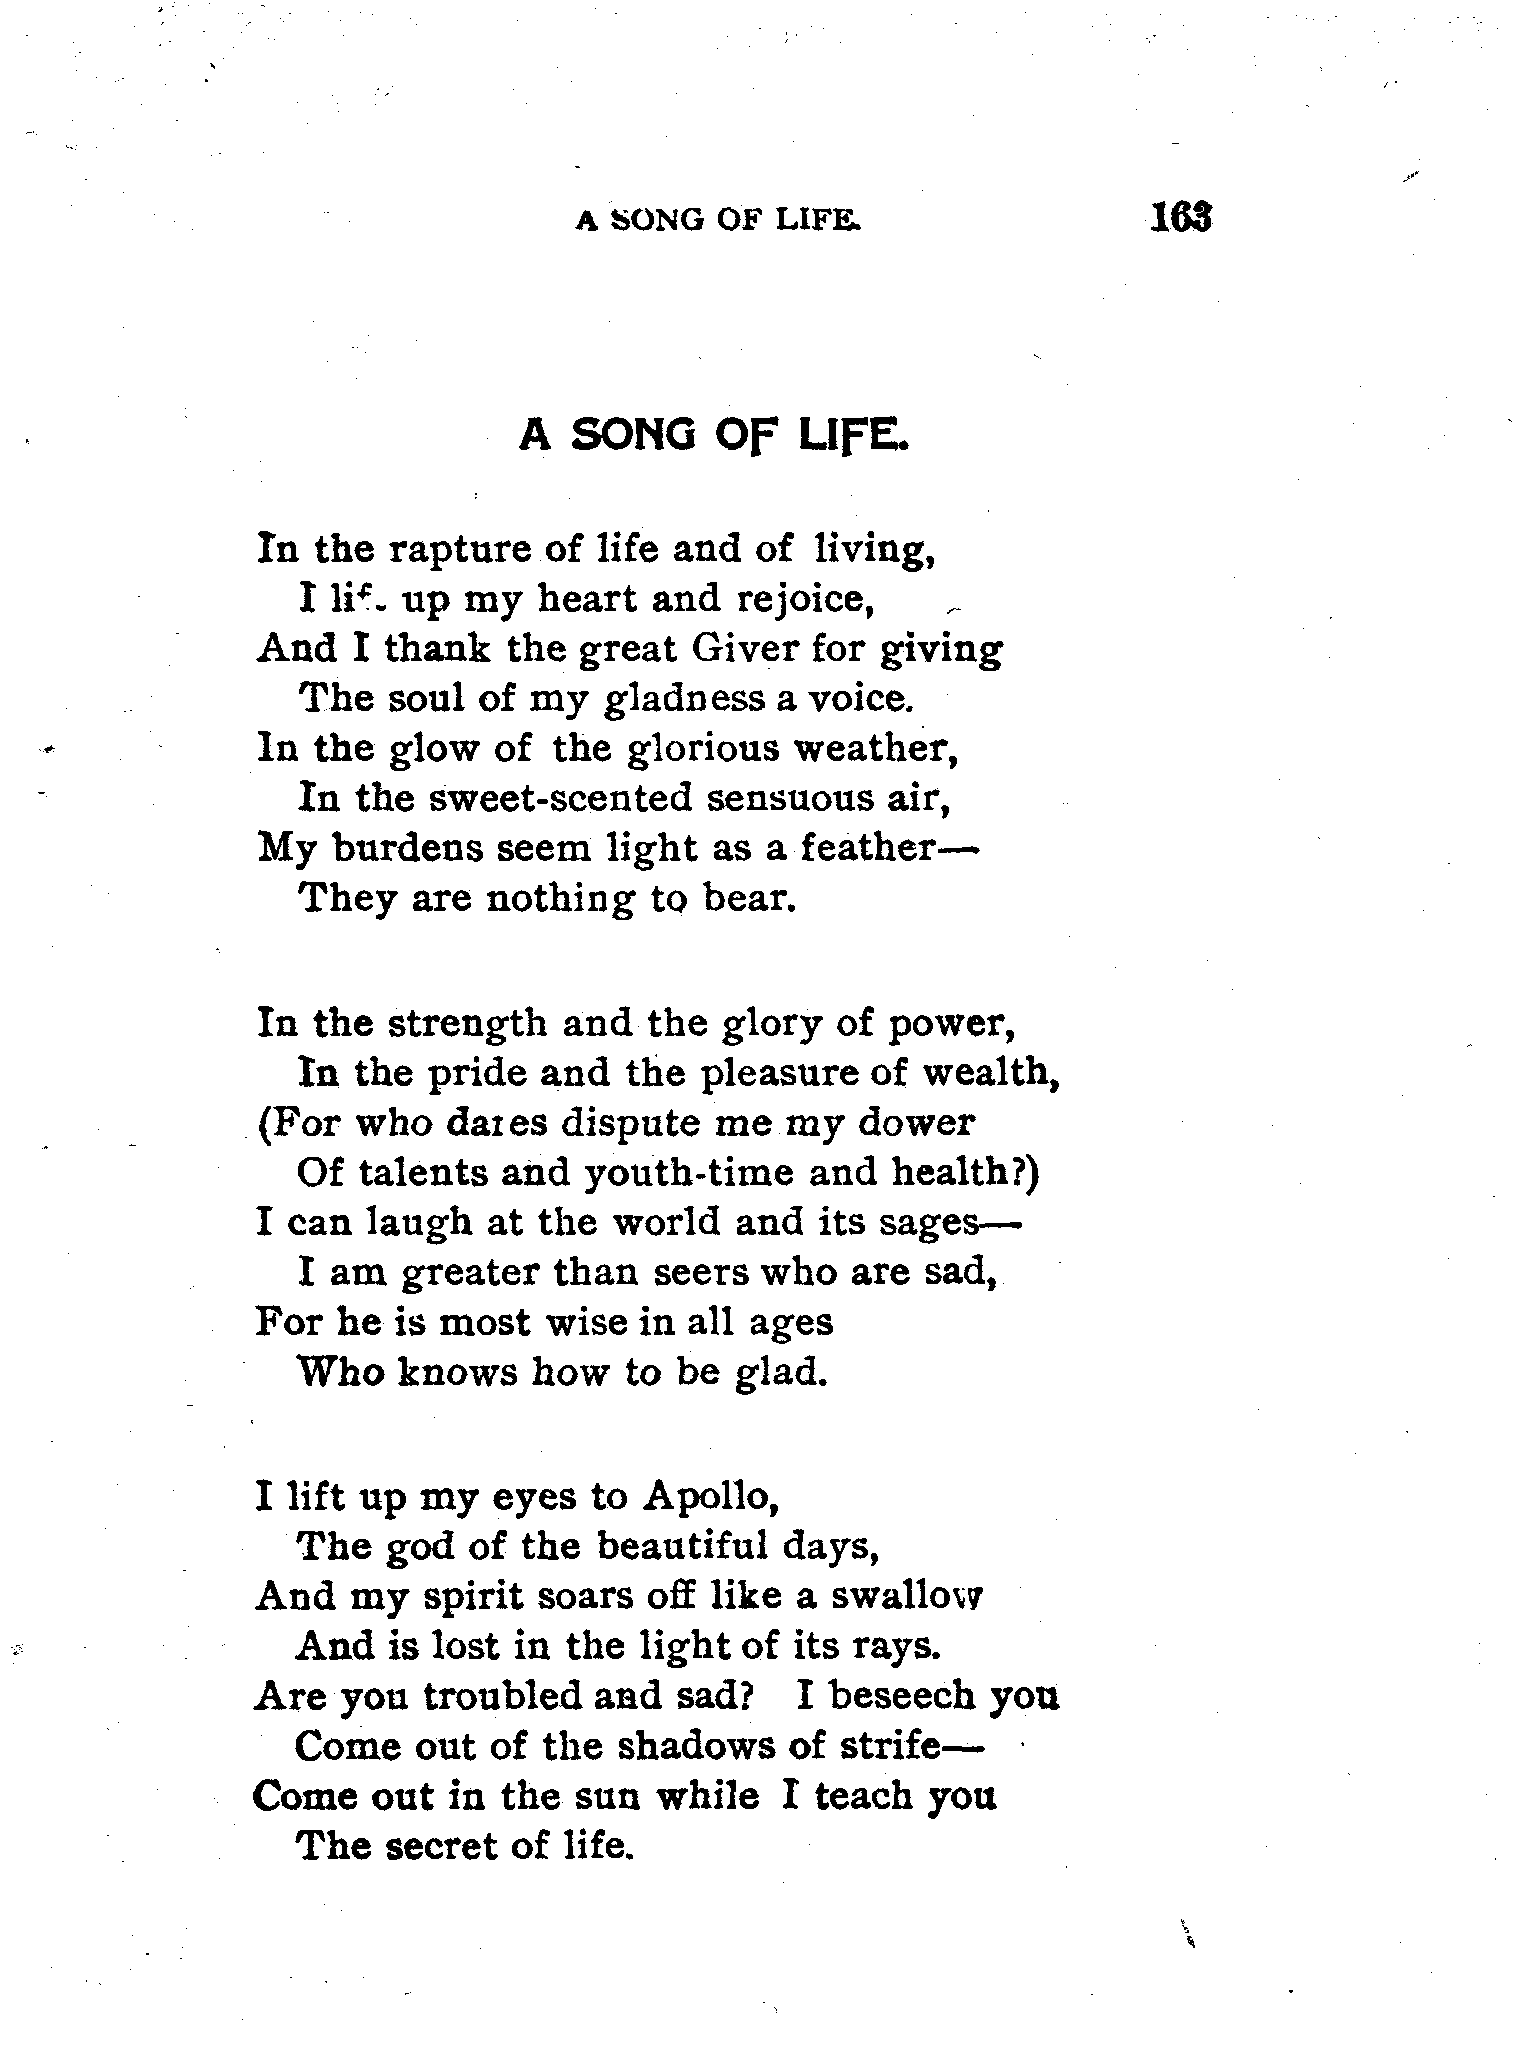 A SONG OF LIFE. 163
A SONG OF LIFE.
In the rapture of life and of living,
I lift up my heart and rejoice,
And I thank the great Giver for giving
The soul of my gladness a voice.
In the glow of the glorious weather,
In the sweet-scented sensuous air,
My burdens seem light as a feather—
They are nothing to bear.
In the strength and the glory of power,
In the pride and the pleasure of wealth,
(For who dares dispute me my dower
Of talents and youth-time and health?)
I can laugh at the world and its sages—
I am greater than seers who are sad,
For he is most wise in all ages
Who knows how to be glad.
I lift up my eyes to Apollo,
The god of the beautiful days,
And my spirit soars off like a swallow
And is lost in the light of its rays.
Are you troubled and sad? I beseech you
Come out of the shadows of strife—
Come out in the sun while I teach you
The secret of life.